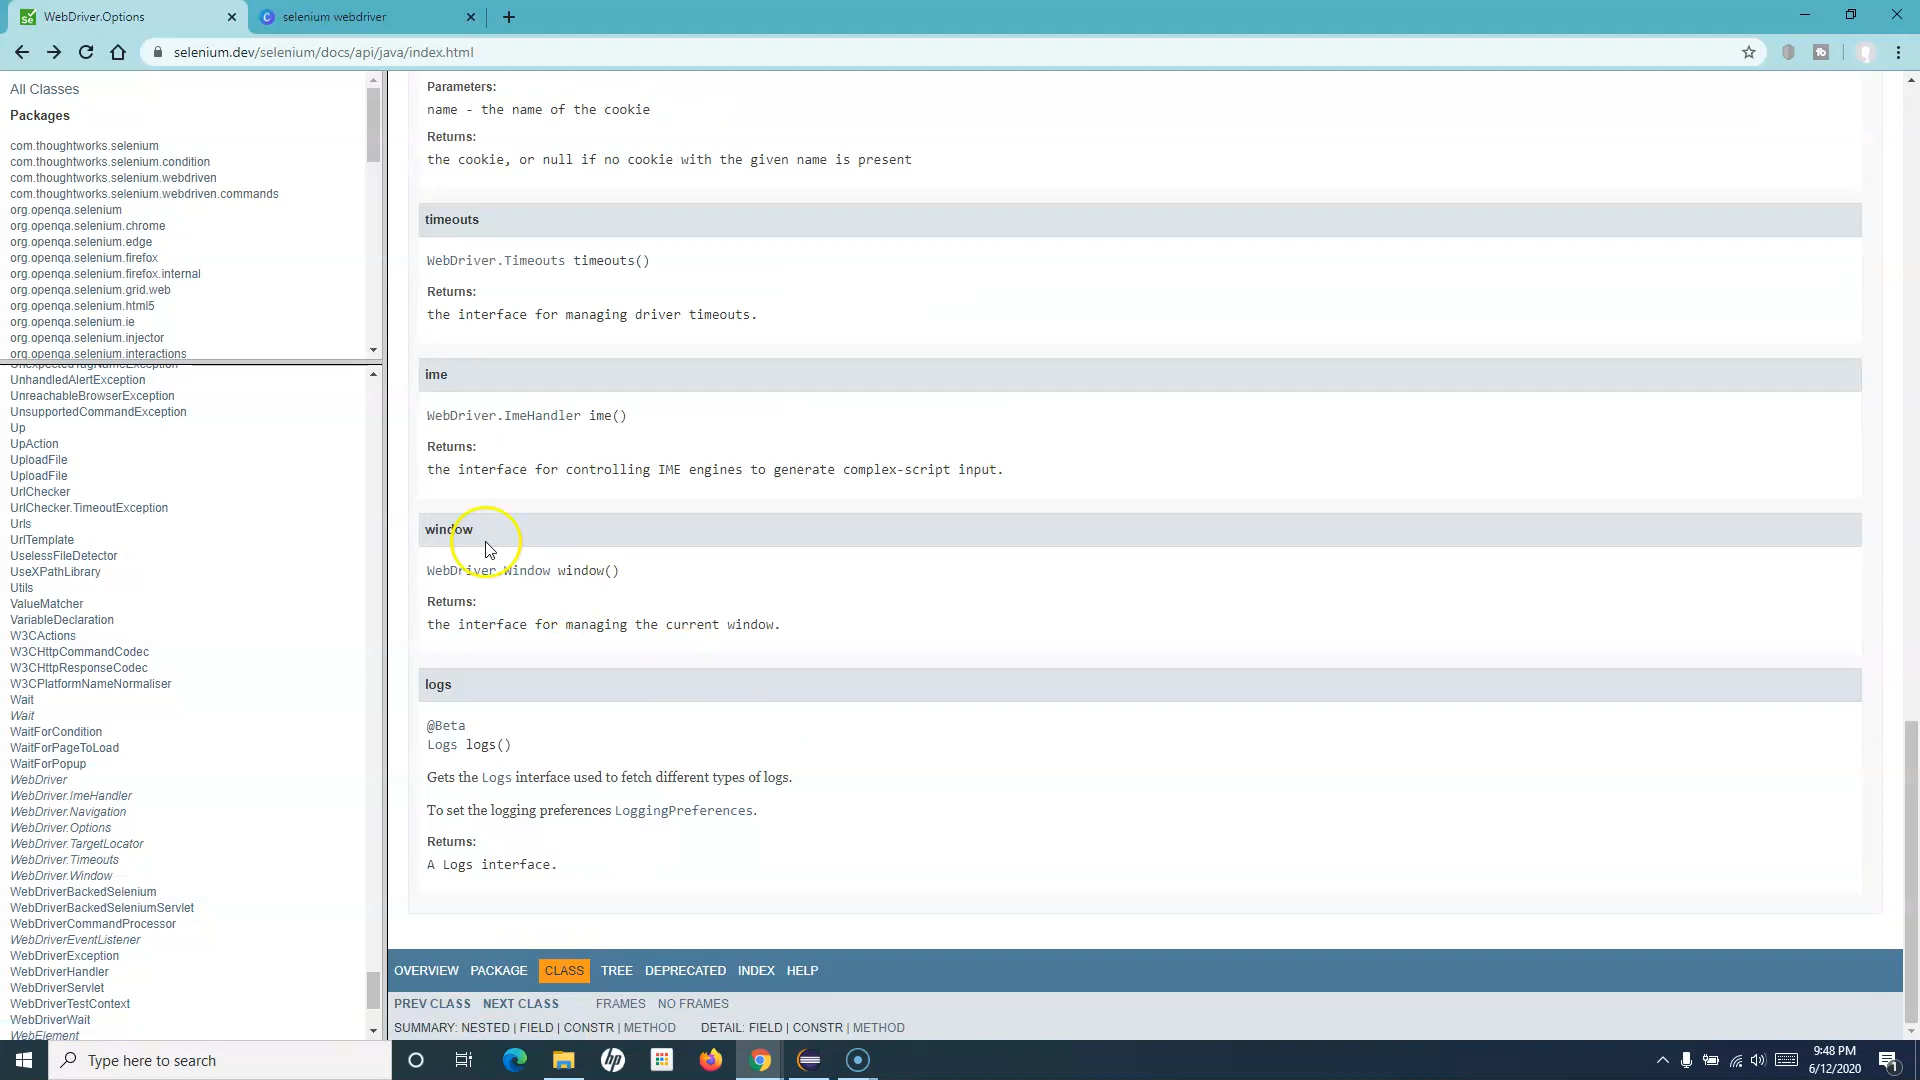 WebDriver.Options
selenium webdriver
selenium.dev/selenium/docs/api/java/index.html
All Classes
Packages
com.thoughtworks.selenium
com.thoughtworks.selenium.condition
com.thoughtworks.selenium.webdriven
com.thoughtworks.selenium.webdriven.commands
org.openqa.selenium
org.openqa.selenium.chrome
org.openqa.selenium.edge
org.openqa.selenium.firefox
org.openqa.selenium.firefox.internal
org.openqa.selenium.grid.web
org.openqa.selenium.html5
org.openqa.selenium.ie
org.openqa.selenium.injector
org.openqa.selenium.interactions
UnexpectedTagNameException
UnhandledAlertException
UnreachableBrowserException
UnsupportedCommandException
Up
UpAction
UploadFile
UploadFile
UrlChecker
UrlChecker.TimeoutException
Urls
UrlTemplate
UselessFileDetector
UseXPathLibrary
Utils
ValueMatcher
VariableDeclaration
W3CActions
W3CHttpCommandCodec
W3CHttpResponseCodec
W3CPlatformNameNormaliser
Wait
Wait
WaitForCondition
WaitForPageToLoad
WaitForPopup
WebDriver
WebDriver.ImeHandler
WebDriver.Navigation
WebDriver.Options
WebDriver.TargetLocator
WebDriver.Timeouts
WebDriver.Window
WebDriverBackedSelenium
WebDriverBackedSeleniumServlet
WebDriverCommandProcessor
WebDriverEventListener
WebDriverException
WebDriverHandler
WebDriverServlet
WebDriverTestContext
WebDriverWait
WebElement
Parameters:
name - the name of the cookie
Returns:
the cookie, or null if no cookie with the given name is present
timeouts
WebDriver.Timeouts timeouts()
Returns:
the interface for managing driver timeouts.
ime
WebDriver.ImeHandler ime()
Returns:
the interface for controlling IME engines to generate complex-script input.
window
WebDriver.Window window()
Returns:
the interface for managing the current window.
logs
@Beta
Logs logs()
Gets the Logs interface used to fetch different types of logs.
To set the logging preferences LoggingPreferences.
Returns:
A Logs interface.
OVERVIEW PACKAGE CLASS TREE DEPRECATED INDEX HELP
PREV CLASS NEXT CLASS FRAMES NO FRAMES
SUMMARY: NESTED | FIELD | CONSTR | METHOD DETAIL: FIELD | CONSTR | METHOD
Type here to search
9:48 PM
6/12/2020